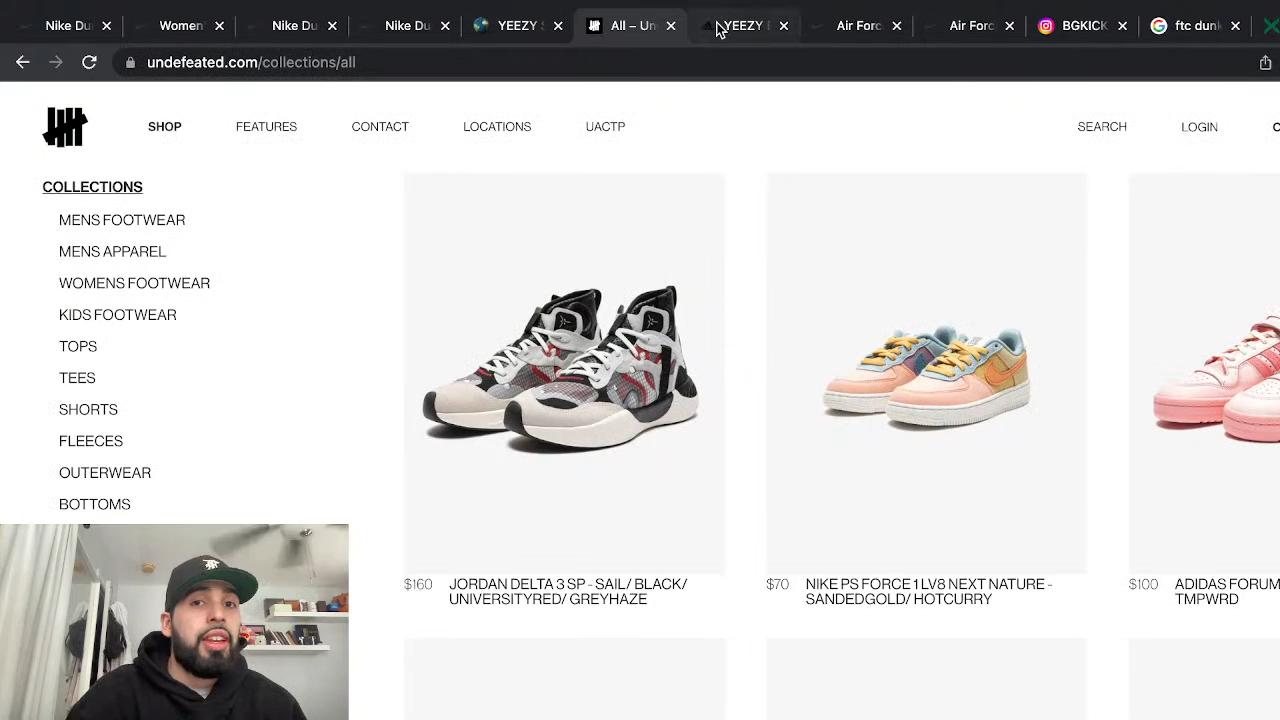 Nike Du
Women'
Nike Du
Nike Du
YEEZY S
All – Un
YEEZY
Air Forc
Air Forc
BGKICK
ftc dun
undefeated.com/collections/all
SHOP
FEATURES
CONTACT
LOCATIONS
UACTP
SEARCH
LOGIN
COLLECTIONS
MENS FOOTWEAR
MENS APPAREL
WOMENS FOOTWEAR
KIDS FOOTWEAR
TOPS
TEES
SHORTS
FLEECES
OUTERWEAR
BOTTOMS
$160 JORDAN DELTA 3 SP - SAIL/ BLACK/
UNIVERSITYRED/ GREYHAZE
$70 NIKE PS FORCE 1 LV8 NEXT NATURE -
SANDEDGOLD/ HOTCURRY
$100 ADIDAS FORUM
TMPWRD